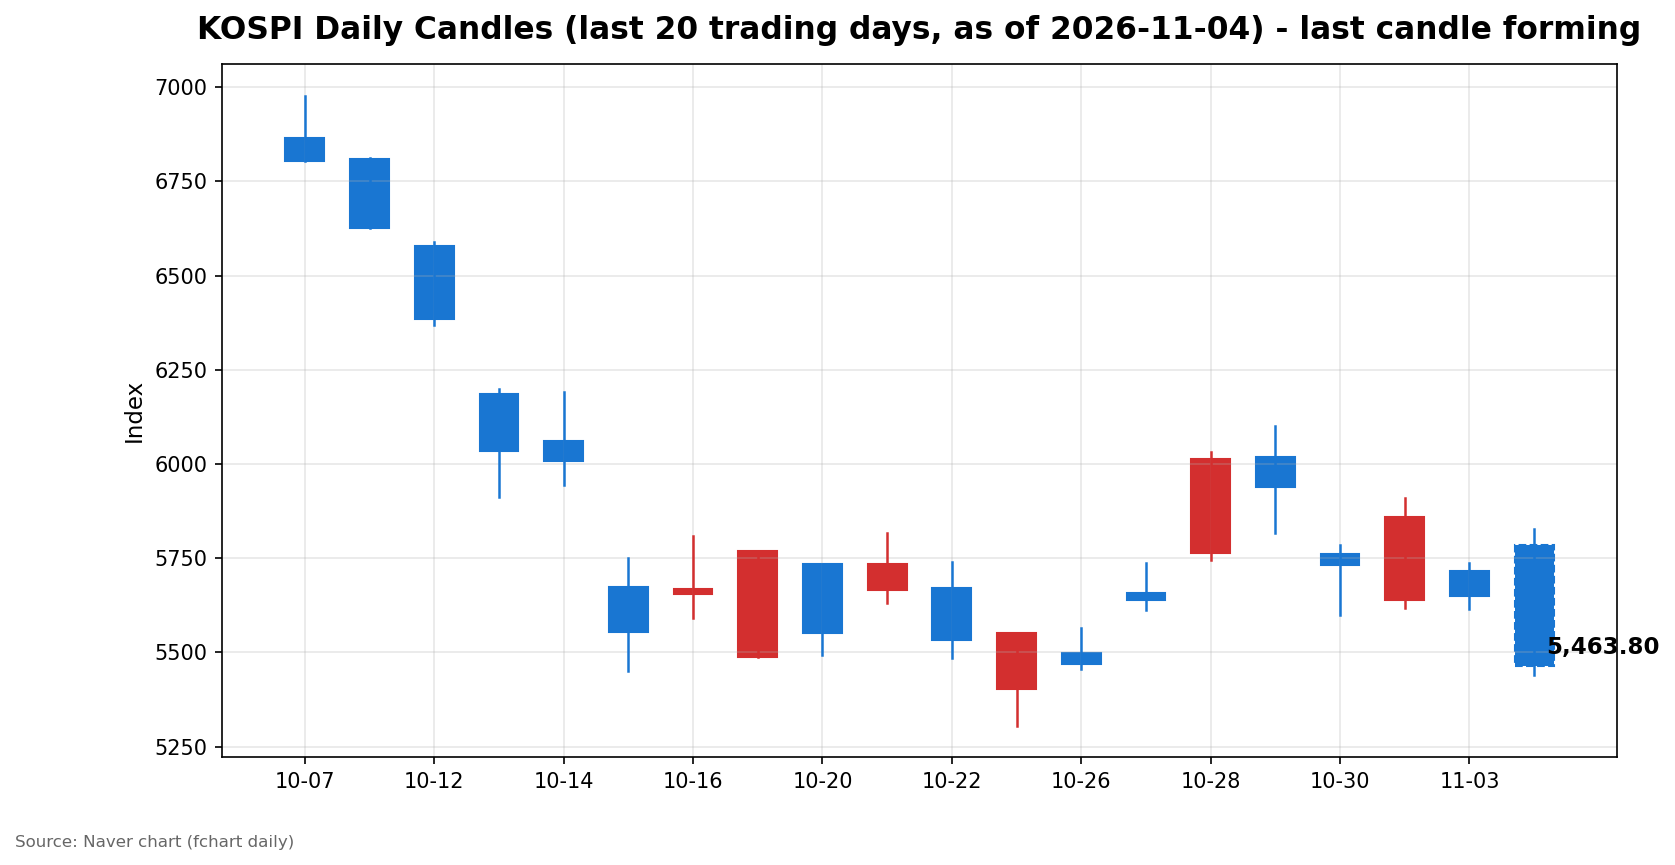 KOSPI Daily Candles (last 20 trading days, as of 2026-11-04) - last candle forming
7000
6750
6500
6250
6000
5750
5500
5250
Index
5,463.80
10-07 10-12 10-14 10-16 10-20 10-22 10-26 10-28 10-30 11-03
Source: Naver chart (fchart daily)